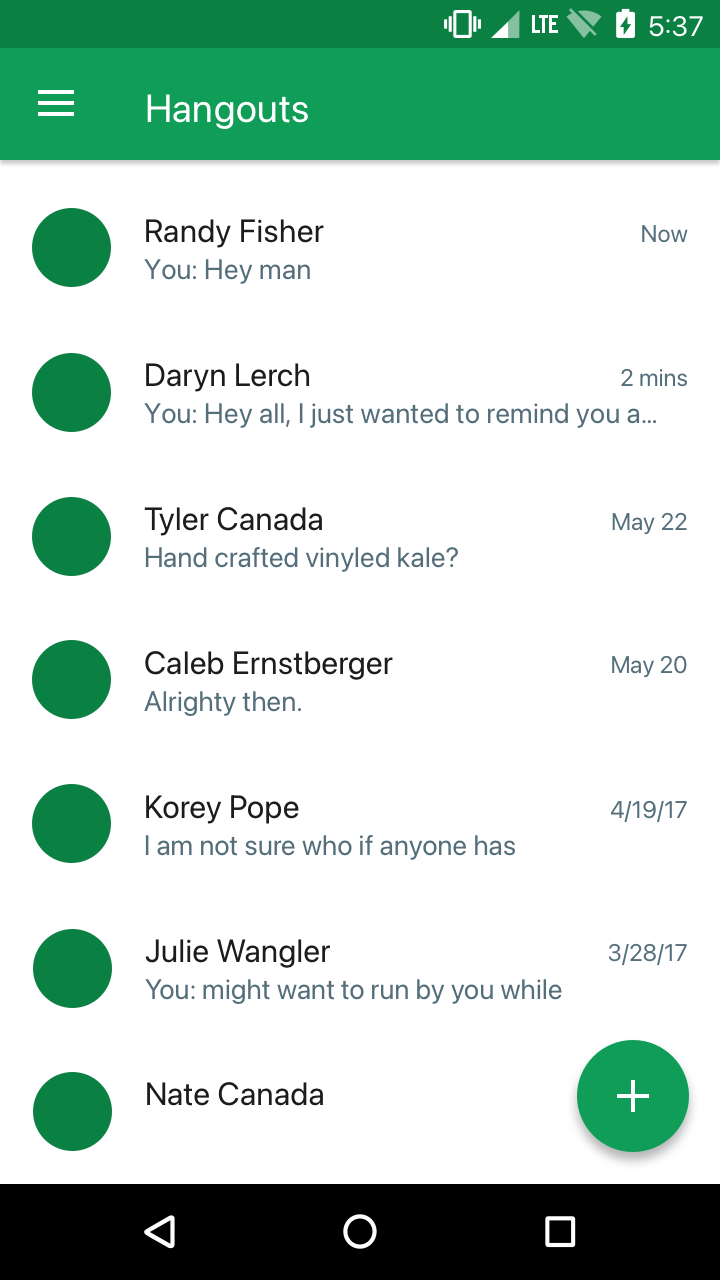 LTE 5:37
Hangouts
Randy Fisher Now
You: Hey man
Daryn Lerch 2 mins
You: Hey all, I just wanted to remind you a...
Tyler Canada May 22
Hand crafted vinyled kale?
Caleb Ernstberger May 20
Alrighty then.
Korey Pope 4/19/17
I am not sure who if anyone has
Julie Wangler 3/28/17
You: might want to run by you while
Nate Canada